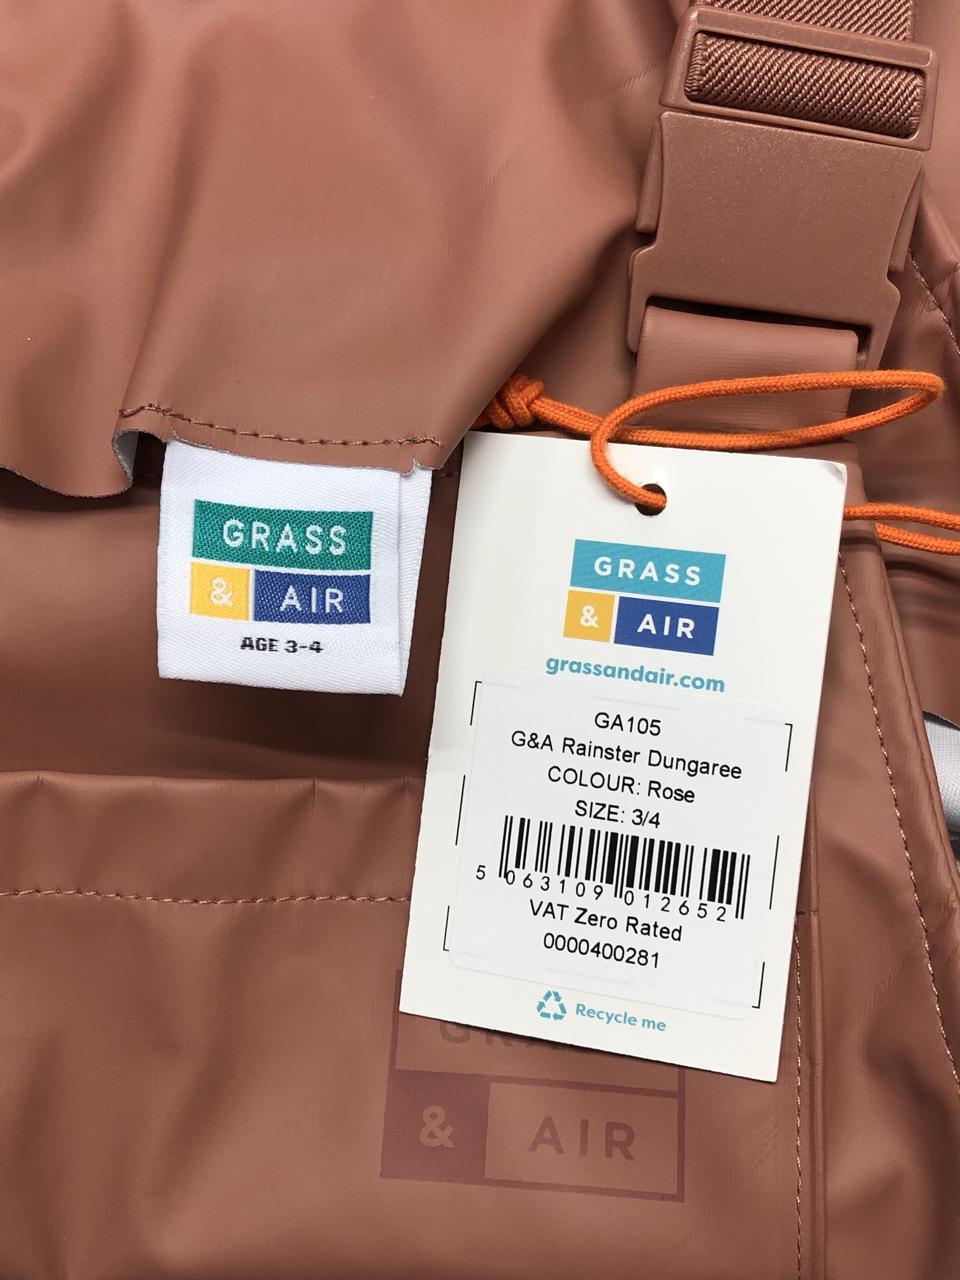 GRASS
& AIR
AGE 3-4
GRASS
& AIR
grassandair.com
GA105
G&A Rainster Dungaree
COLOUR: Rose
SIZE: 3/4
5 063109 012652
VAT Zero Rated
0000400281
Recycle me
& AIR